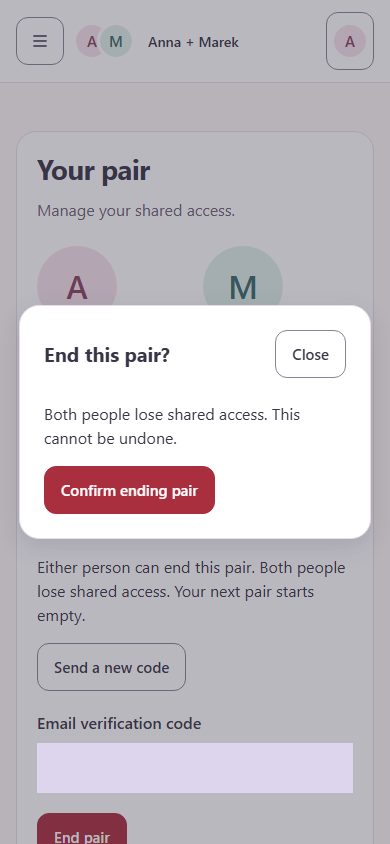 A M Anna + Marek A
Your pair
Manage your shared access.
A M
End this pair? Close
Both people lose shared access. This
cannot be undone.
Confirm ending pair
Either person can end this pair. Both people
lose shared access. Your next pair starts
empty.
Send a new code
Email verification code
End pair